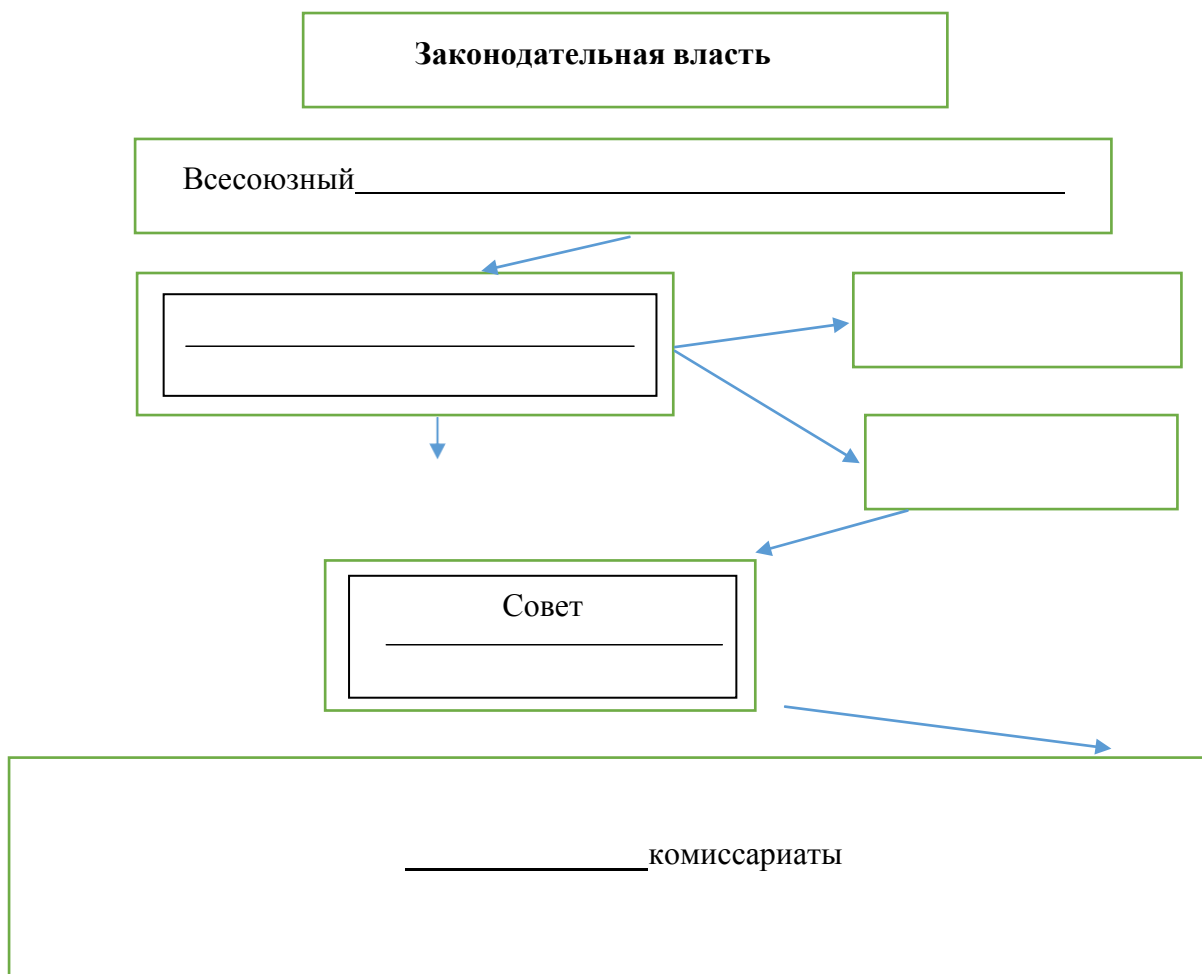 Законодательная власть
Всесоюзный
Совет
комиссариаты